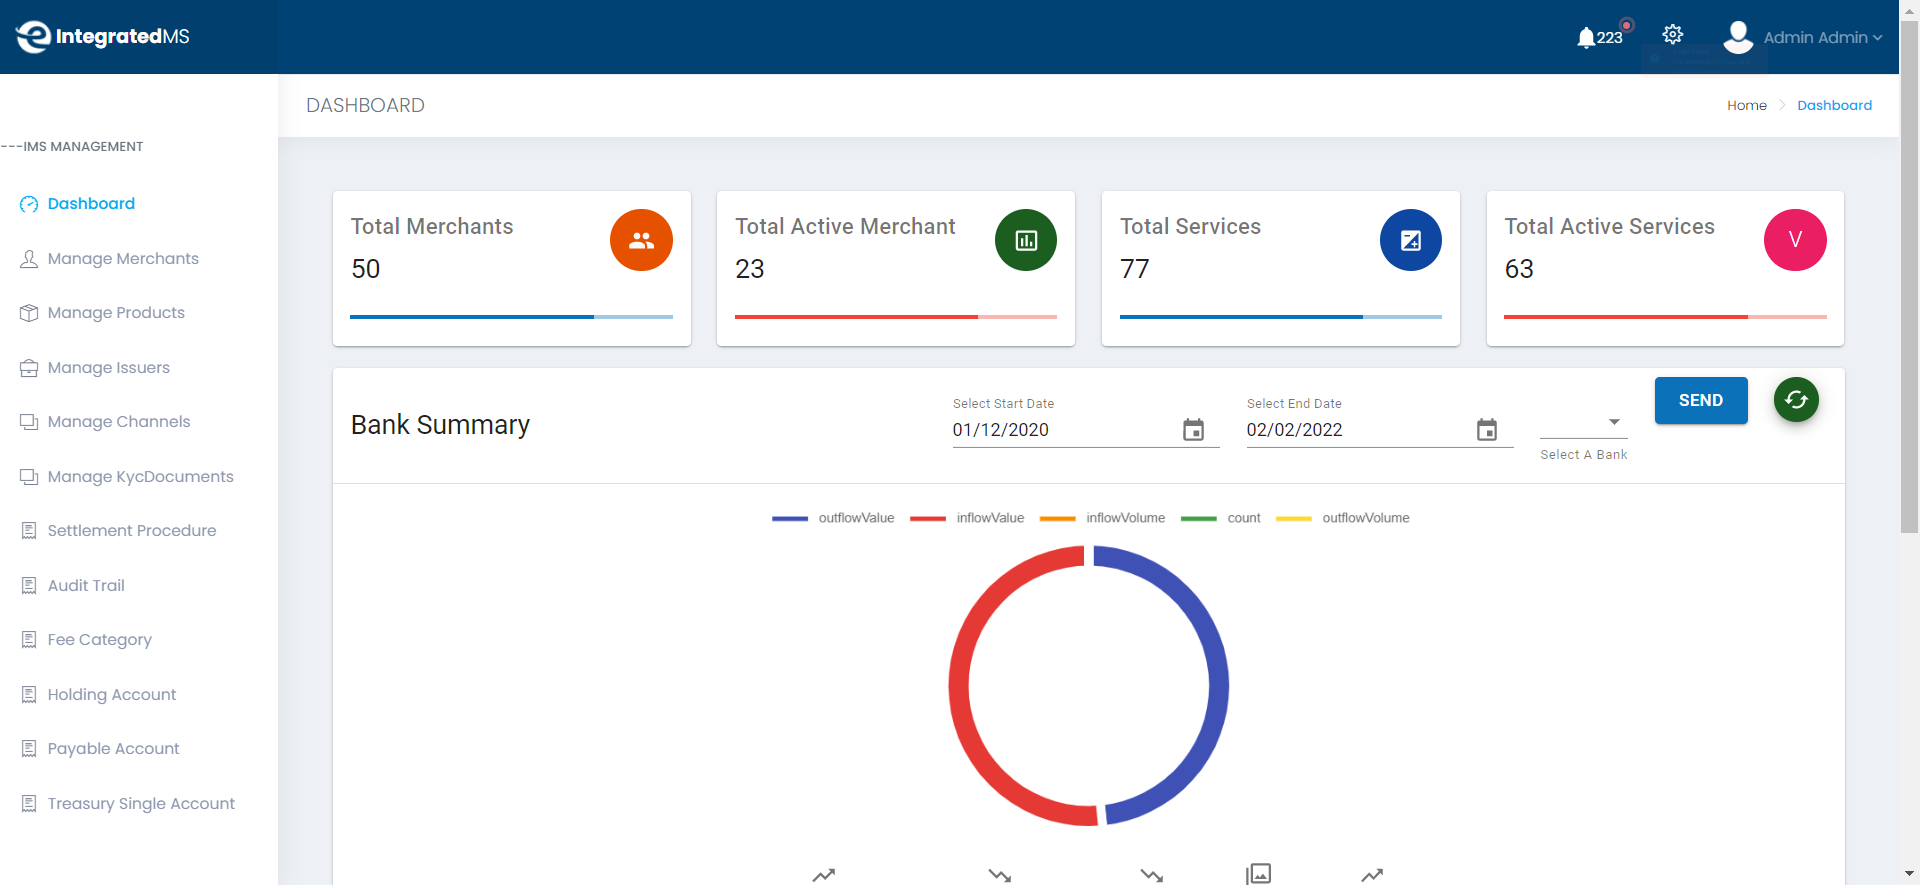 IntegratedMS
223
Admin Admin
DASHBOARD
Home
Dashboard
---IMS MANAGEMENT
Dashboard
Manage Merchants
Manage Products
Manage Issuers
Manage Channels
Manage KycDocuments
Settlement Procedure
Audit Trail
Fee Category
Holding Account
Payable Account
Treasury Single Account
Total Merchants
50
Total Active Merchant
23
Total Services
77
Total Active Services
63
V
Bank Summary
Select Start Date
01/12/2020
Select End Date
02/02/2022
Select A Bank
SEND
outflowValue
inflowValue
inflowVolume
count
outflowVolume